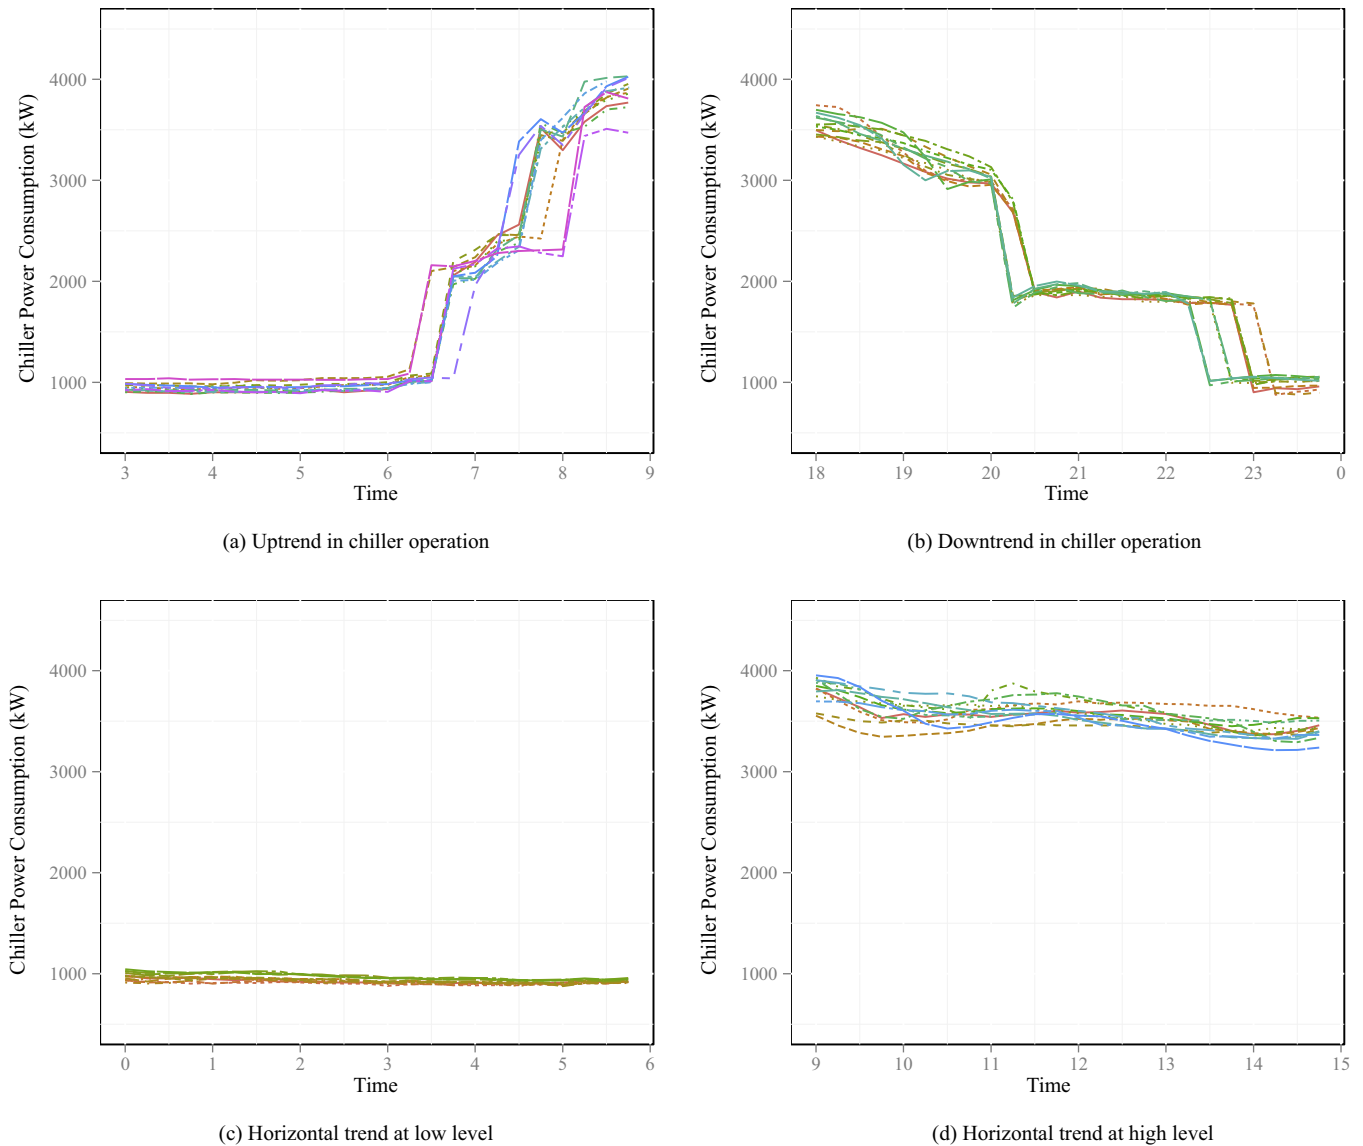 Chiller Power Consumption (kW)
4000
3000
2000
1000
3 4 5 6 7 8 9
Time
(a) Uptrend in chiller operation
Chiller Power Consumption (kW)
4000
3000
2000
1000
18 19 20 21 22 23 0
Time
(b) Downtrend in chiller operation
Chiller Power Consumption (kW)
4000
3000
2000
1000
0 1 2 3 4 5 6
Time
(c) Horizontal trend at low level
Chiller Power Consumption (kW)
4000
3000
2000
1000
9 10 11 12 13 14 15
Time
(d) Horizontal trend at high level